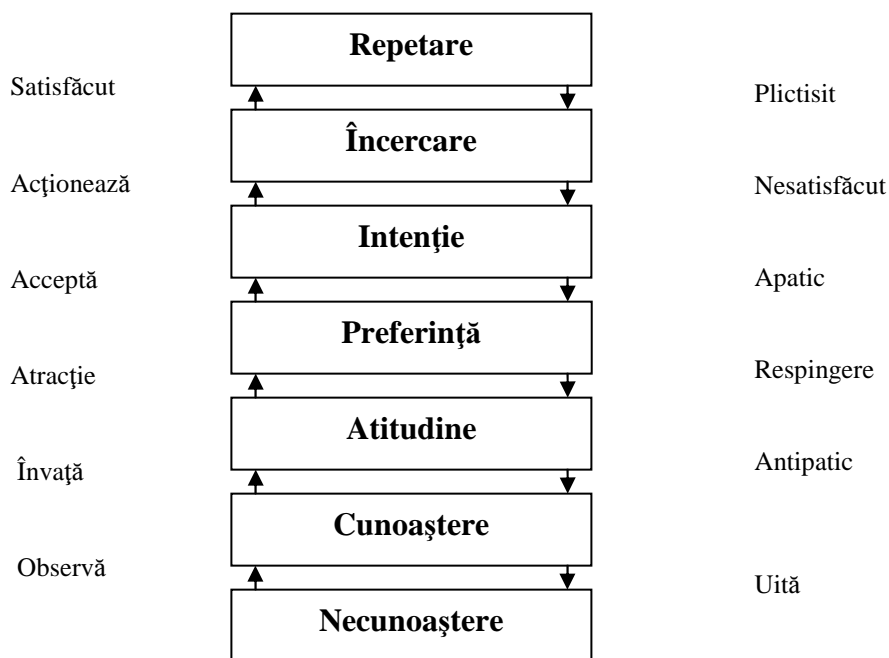 Repetare
Satisfăcut
Plictisit
Încercare
Acţionează
Nesatisfăcut
Intenţie
Acceptă
Apatic
Preferinţă
Atracţie
Respingere
Atitudine
Învaţă
Antipatic
Cunoaştere
Observă
Uită
Necunoaştere